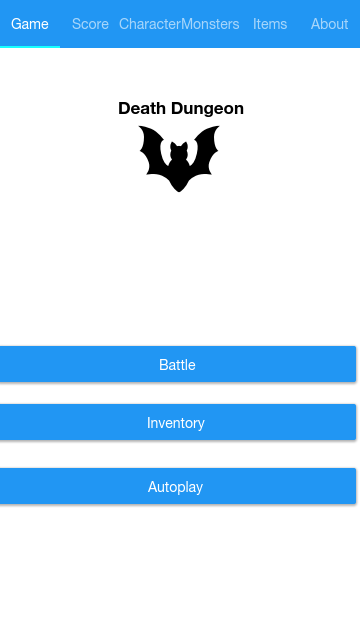 Game Score Character Monsters Items About
Death Dungeon
Battle
Inventory
Autoplay